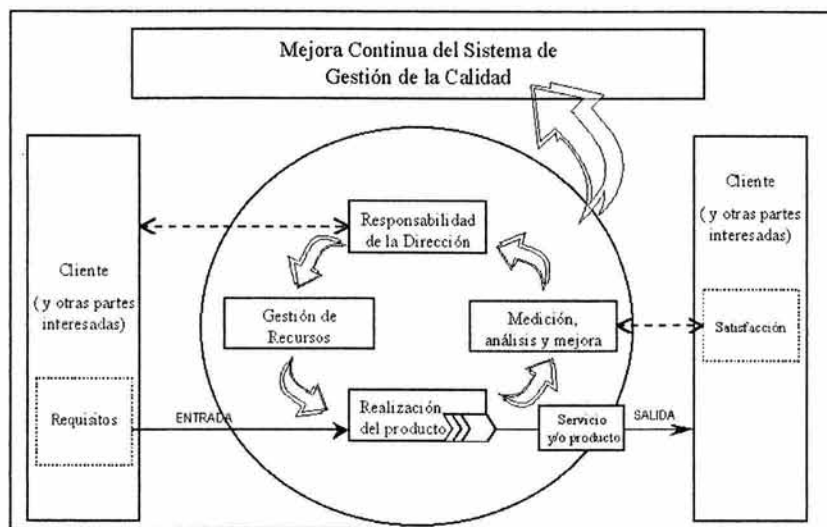 Mejora Continua del Sistema de
Gestión de la Calidad
Cliente
( y otras partes
interesadas)
Requisitos
ENTRADA
Responsabilidad
de la Dirección
Gestión de
Recursos
Medición,
análisis y mejora
Realización
del producto
Servicio
y/o producto
SALIDA
Cliente
( y otras partes
interesadas)
Satisfacción